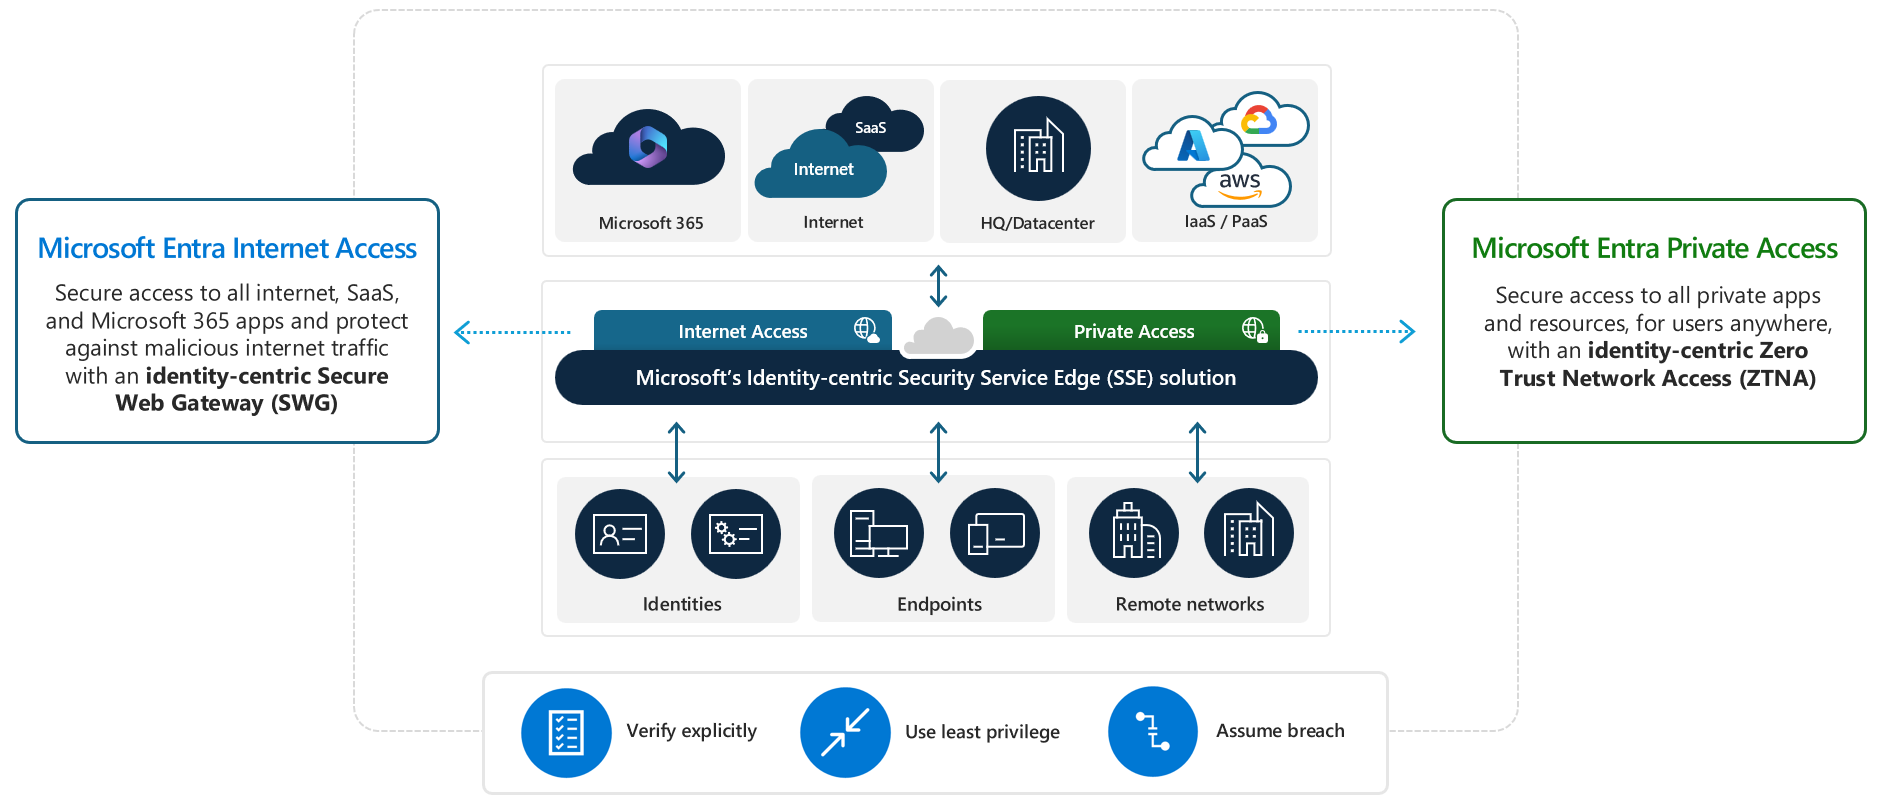 SaaS
Internet
aws
Microsoft 365
Internet
HQ/Datacenter
IaaS / PaaS
Microsoft Entra Internet Access
Secure access to all internet, SaaS,
and Microsoft 365 apps and protect
against malicious internet traffic
with an identity-centric Secure
Web Gateway (SWG)
Internet Access
Private Access
Microsoft’s Identity-centric Security Service Edge (SSE) solution
Microsoft Entra Private Access
Secure access to all private apps
and resources, for users anywhere,
with an identity-centric Zero
Trust Network Access (ZTNA)
Identities
Endpoints
Remote networks
Verify explicitly
Use least privilege
Assume breach